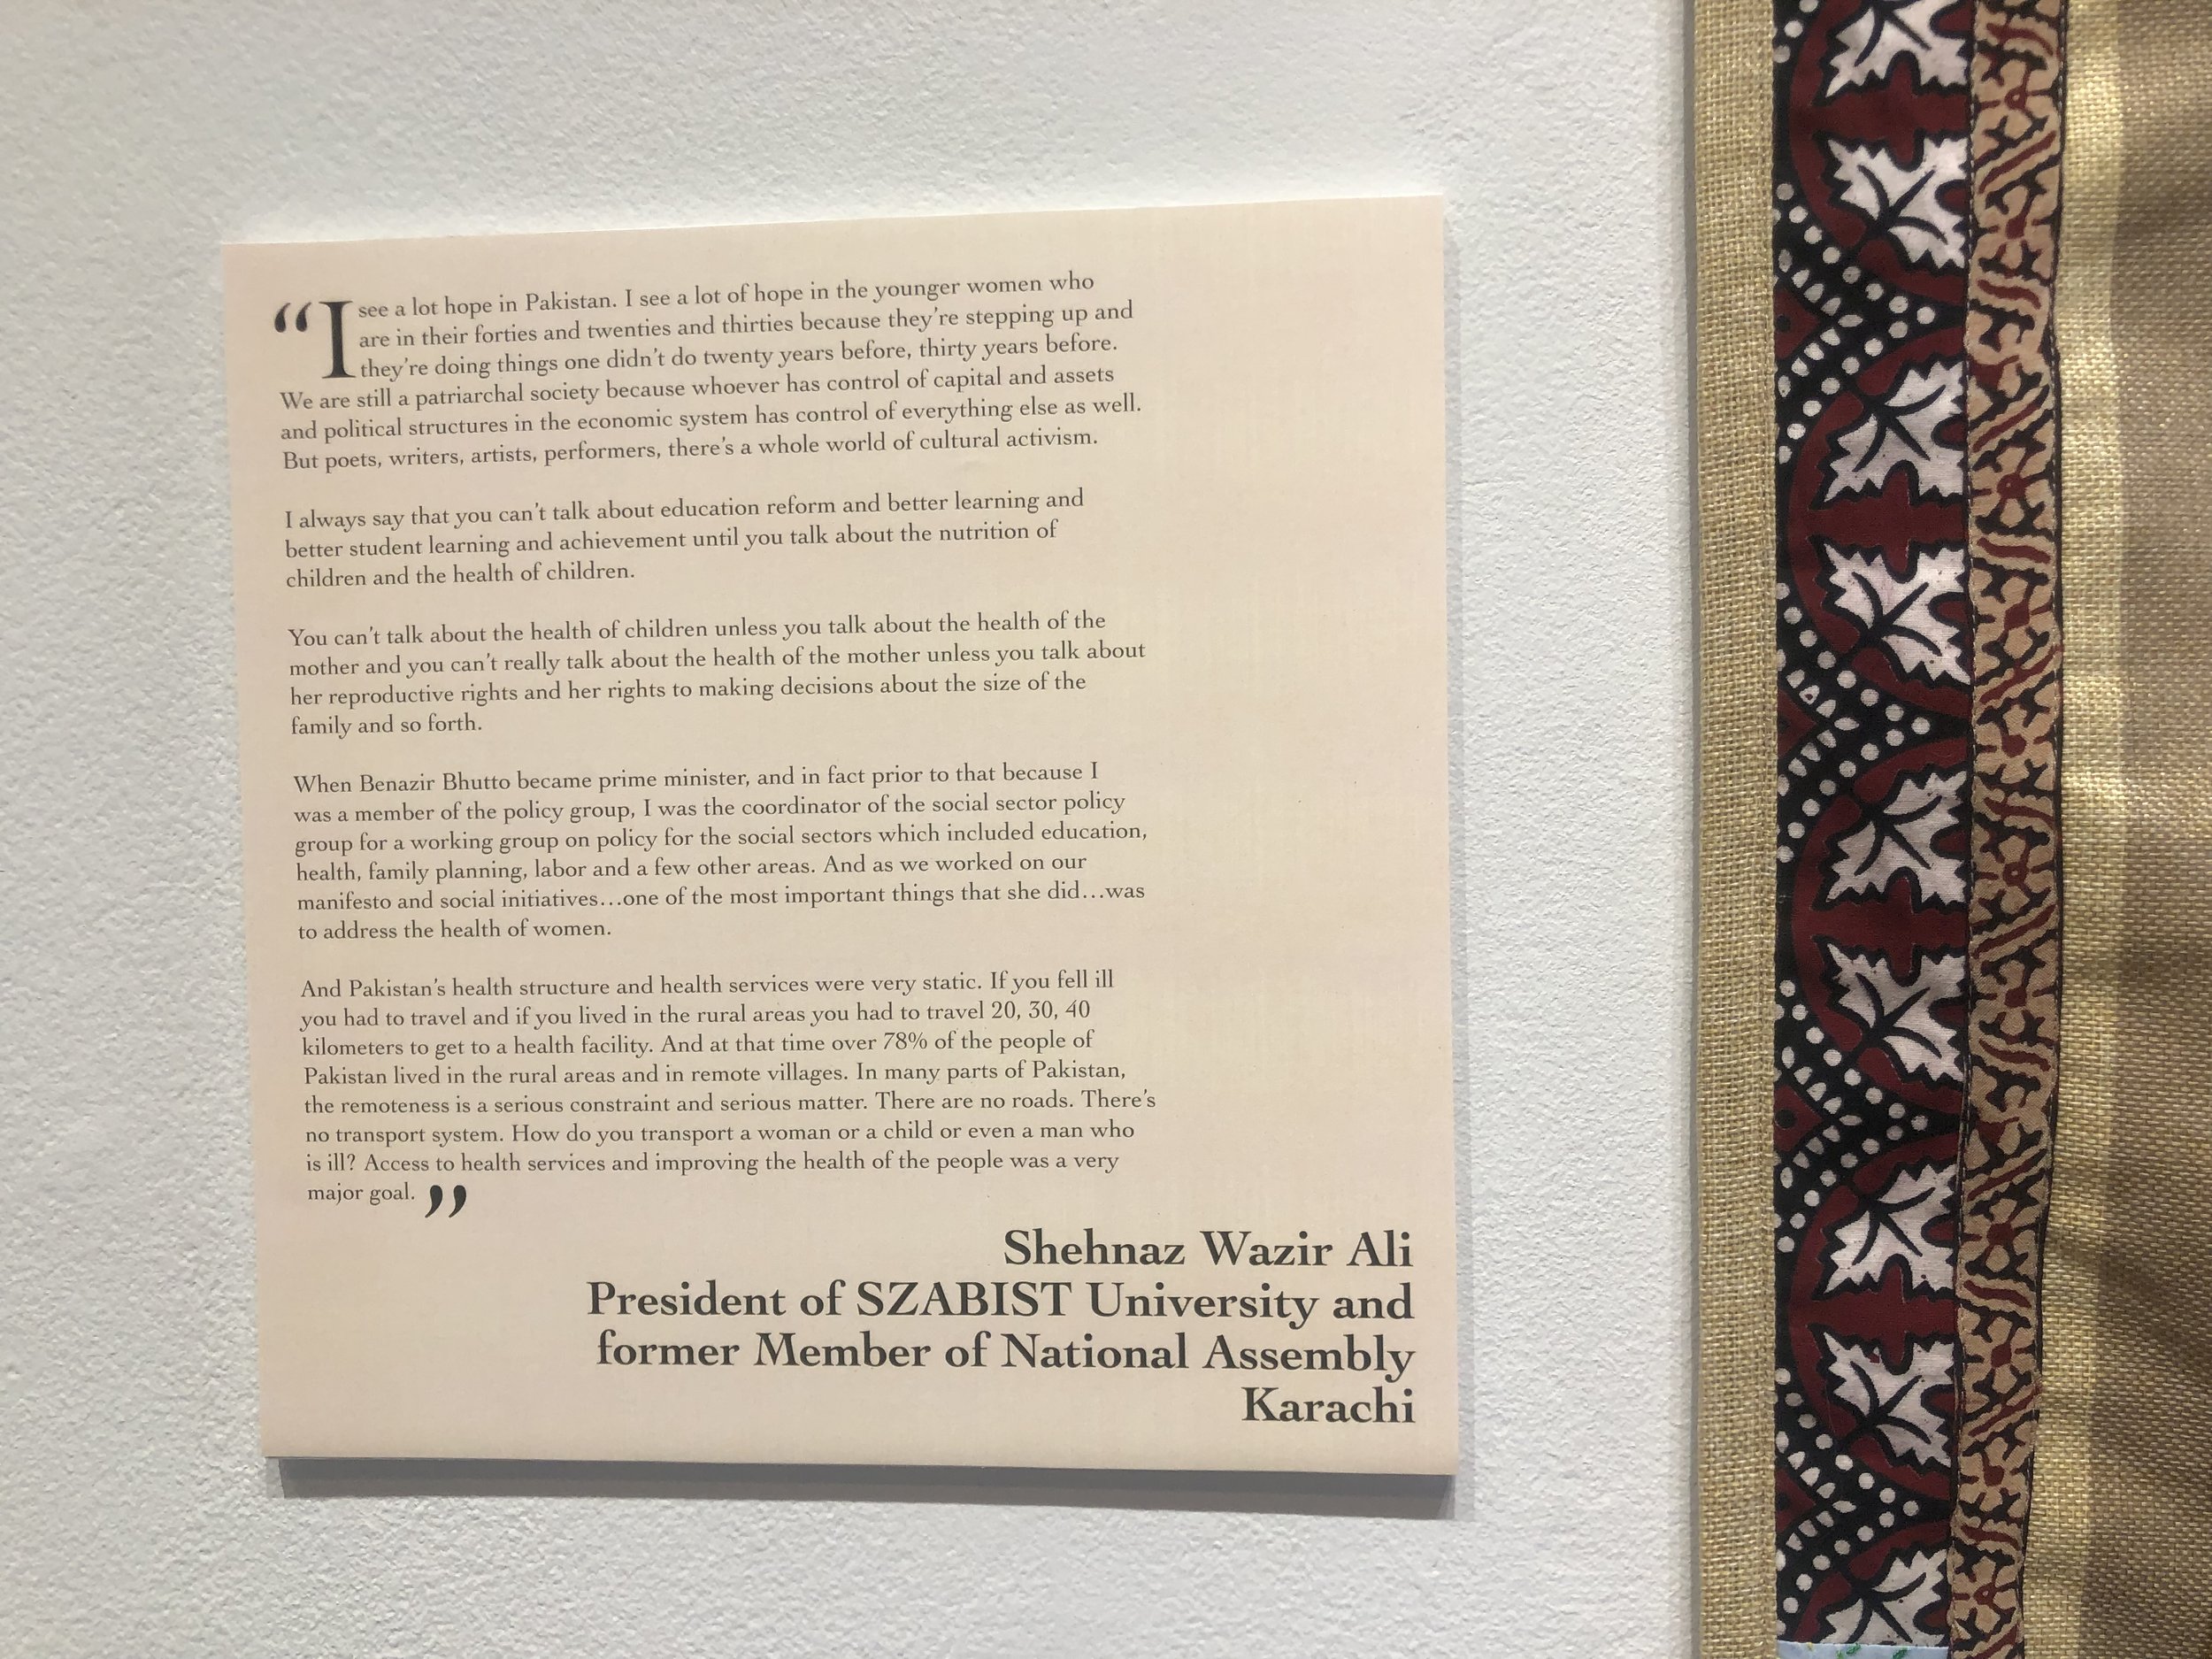 “I see a lot hope in Pakistan. I see a lot of hope in the younger women who
are in their forties and twenties and thirties because they’re stepping up and
they’re doing things one didn’t do twenty years before, thirty years before.
We are still a patriarchal society because whoever has control of capital and assets
and political structures in the economic system has control of everything else as well.
But poets, writers, artists, performers, there’s a whole world of cultural activism.
I always say that you can’t talk about education reform and better learning and
better student learning and achievement until you talk about the nutrition of
children and the health of children.
You can’t talk about the health of children unless you talk about the health of the
mother and you can’t really talk about the health of the mother unless you talk about
her reproductive rights and her rights to making decisions about the size of the
family and so forth.
When Benazir Bhutto became prime minister, and in fact prior to that because I
was a member of the policy group, I was the coordinator of the social sector policy
group for a working group on policy for the social sectors which included education,
health, family planning, labor and a few other areas. And as we worked on our
manifesto and social initiatives…one of the most important things that she did…was
to address the health of women.
And Pakistan’s health structure and health services were very static. If you fell ill
you had to travel and if you lived in the rural areas you had to travel 20, 30, 40
kilometers to get to a health facility. And at that time over 78% of the people of
Pakistan lived in the rural areas and in remote villages. In many parts of Pakistan,
the remoteness is a serious constraint and serious matter. There are no roads. There’s
no transport system. How do you transport a woman or a child or even a man who
is ill? Access to health services and improving the health of the people was a very
major goal.”
Shehnaz Wazir Ali
President of SZABIST University and
former Member of National Assembly
Karachi